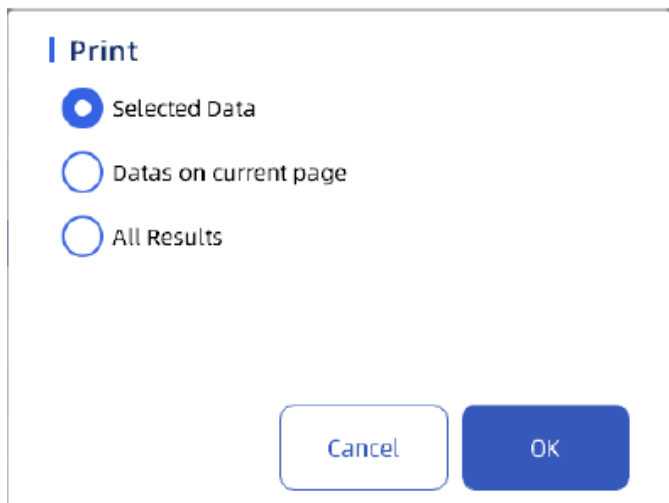 Print
Selected Data
Datas on current page
All Results
Cancel
OK